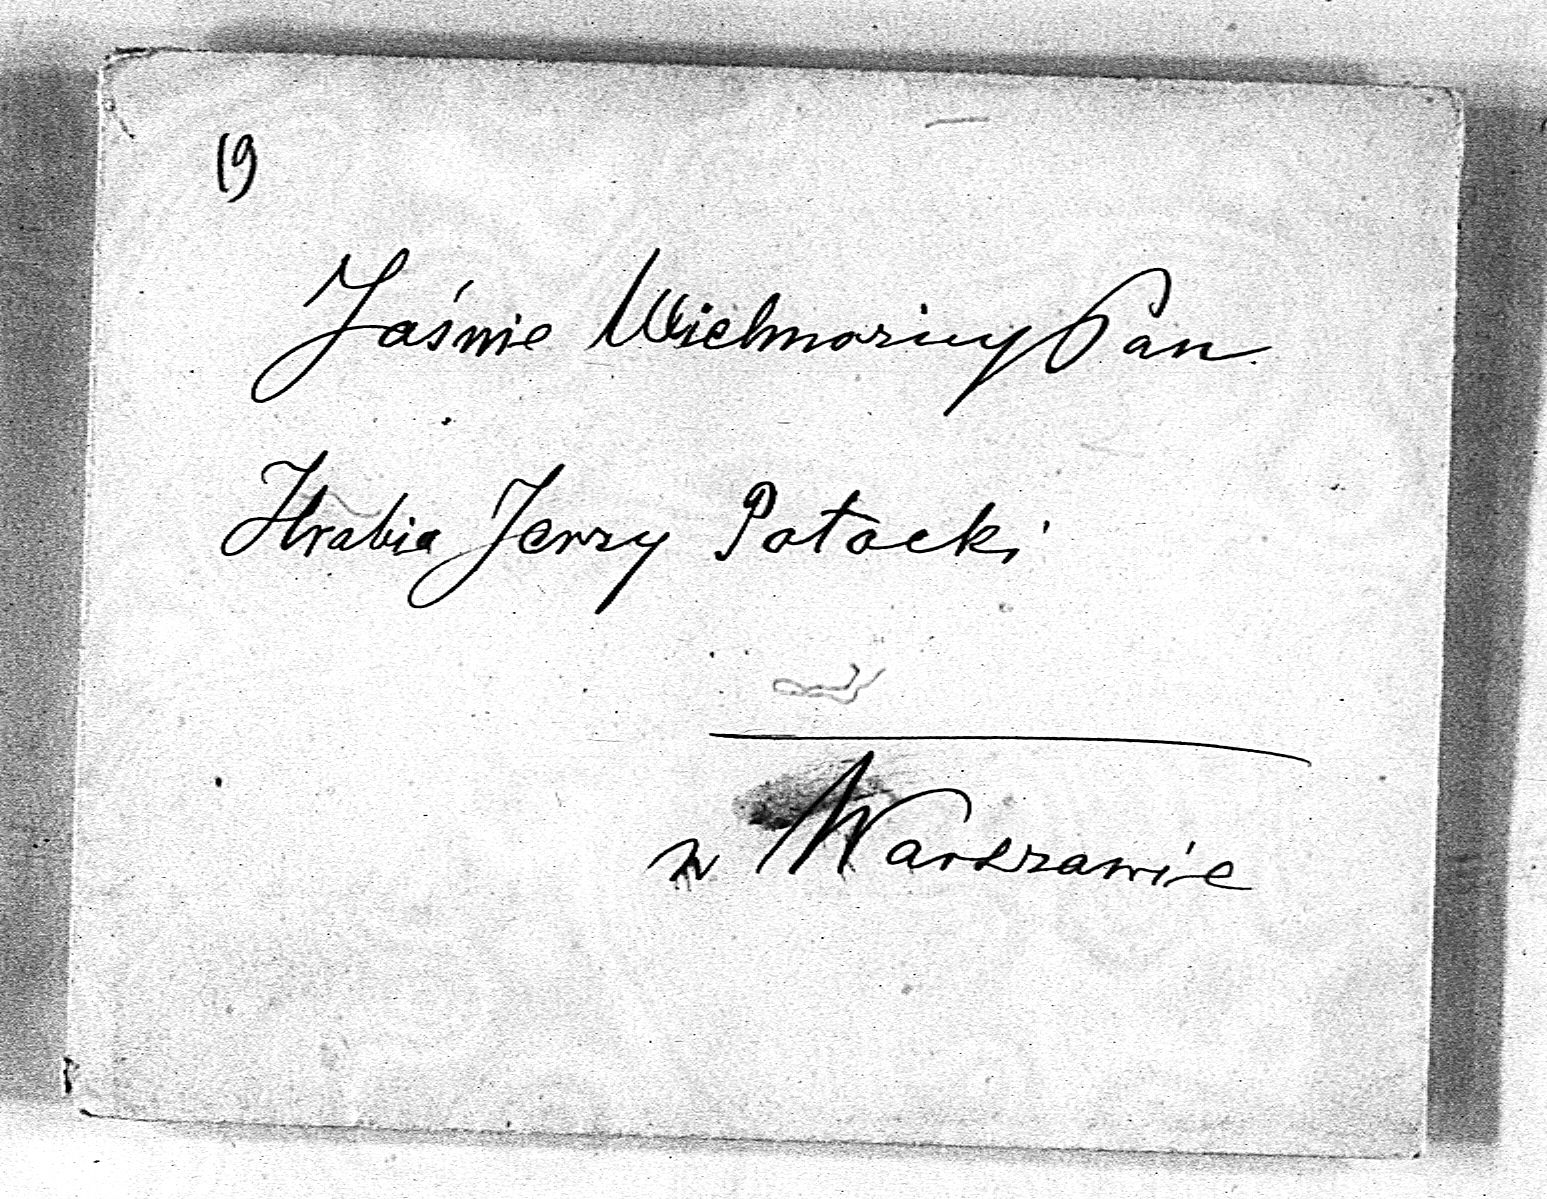 19
Jaśnie Wielmożny Pan
Hrabia Jerzy Potocki
w Warszawie